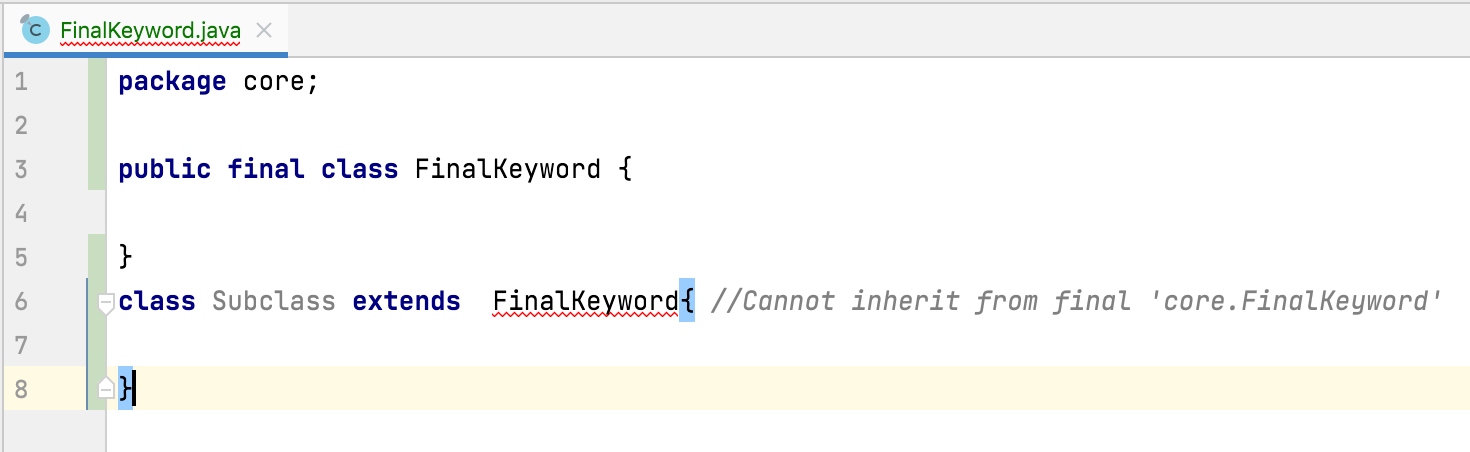 C FinalKeyword.java
1 package core;
2
3 public final class FinalKeyword {
4
5 }
6 class Subclass extends  FinalKeyword{ //Cannot inherit from final 'core.FinalKeyword'
7
8 }